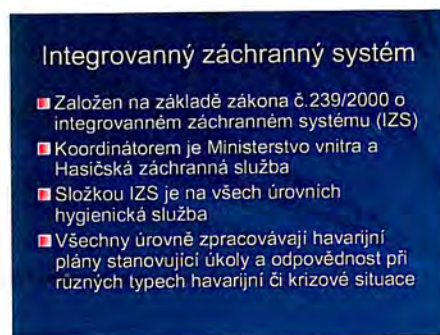 Integrovanný záchranný systém
Založen na základě zákona č.239/2000 o
integrovanném záchranném systému (IZS)
Koordinátorem je Ministerstvo vnitra a
Hasičská záchranná služba
Složkou IZS je na všech úrovních
hygienická služba
Všechny úrovně zpracovávají havarijní
plány stanovující úkoly a odpovědnost při
různých typech havarijní či krizové situace